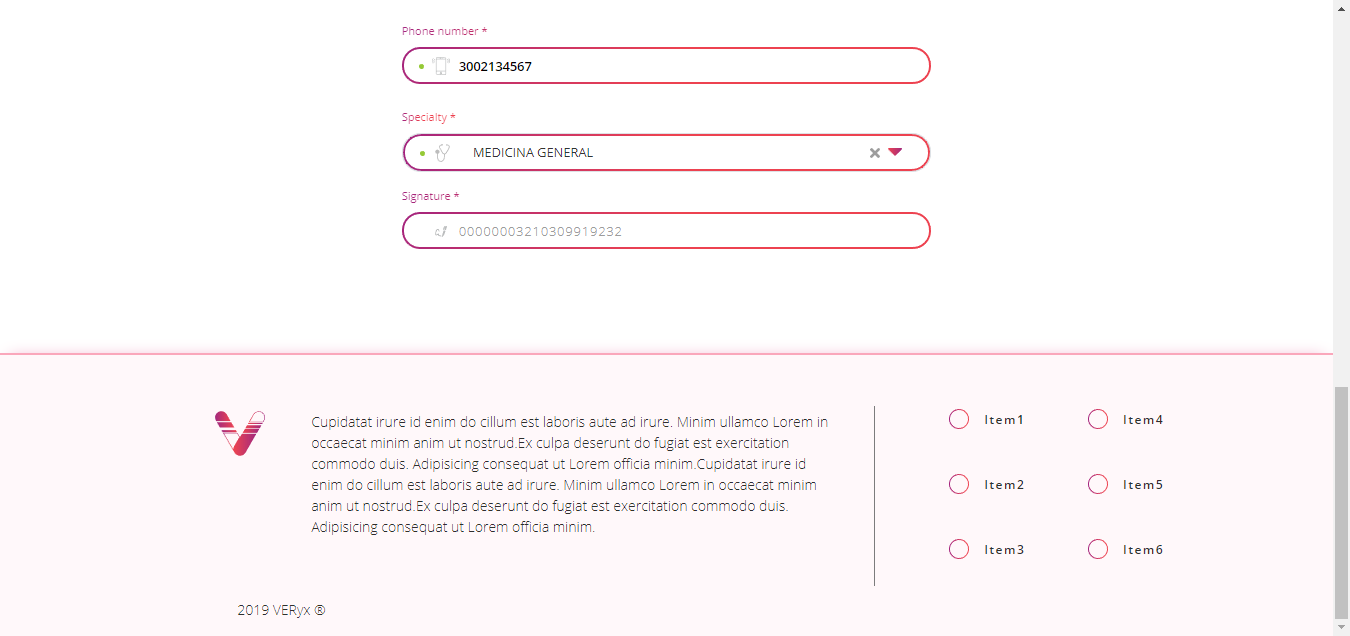 Phone number *
3002134567
Specialty *
MEDICINA GENERAL
Signature *
00000003210309919232
Cupidatat irure id enim do cillum est laboris aute ad irure. Minim ullamco Lorem in
occaecat minim anim ut nostrud.Ex culpa deserunt do fugiat est exercitation
commodo duis. Adipisicing consequat ut Lorem officia minim.Cupidatat irure id
enim do cillum est laboris aute ad irure. Minim ullamco Lorem in occaecat minim
anim ut nostrud.Ex culpa deserunt do fugiat est exercitation commodo duis.
Adipisicing consequat ut Lorem officia minim.
Item1
Item4
Item2
Item5
Item3
Item6
2019 VERyx ®